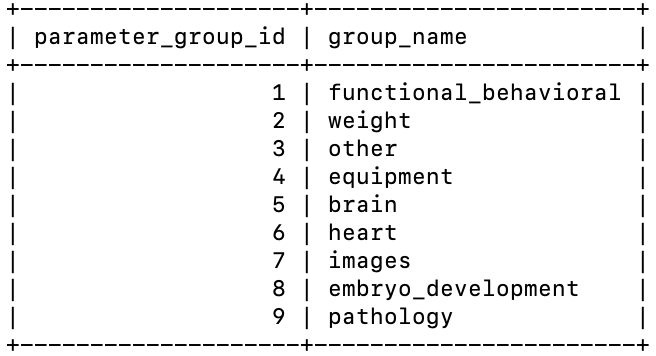 +---------------------+------------------------+
| parameter_group_id | group_name |
+---------------------+------------------------+
| 1 | functional_behavioral |
| 2 | weight |
| 3 | other |
| 4 | equipment |
| 5 | brain |
| 6 | heart |
| 7 | images |
| 8 | embryo_development |
| 9 | pathology |
+---------------------+------------------------+